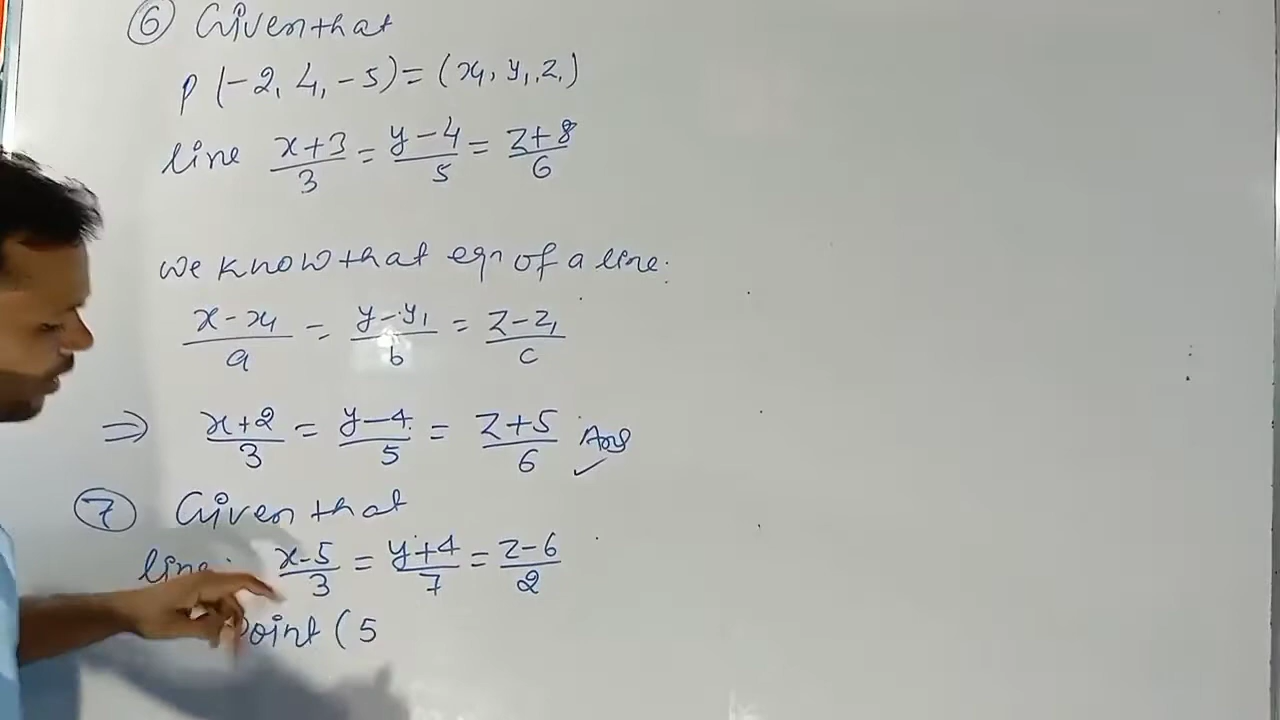 ⑥ Given that
P (-2, 4, -5) = (x₁, y₁, z₁)
line (x+3)/3 = (y-4)/5 = (z+8)/6
we know that eqn of a line.
(x-x₁)/a = (y-y₁)/b = (z-z₁)/c
⇒ (x+2)/3 = (y-4)/5 = (z+5)/6 Ans ✓
⑦ Given that
line: (x-5)/3 = (y+4)/7 = (z-6)/2
Point (5